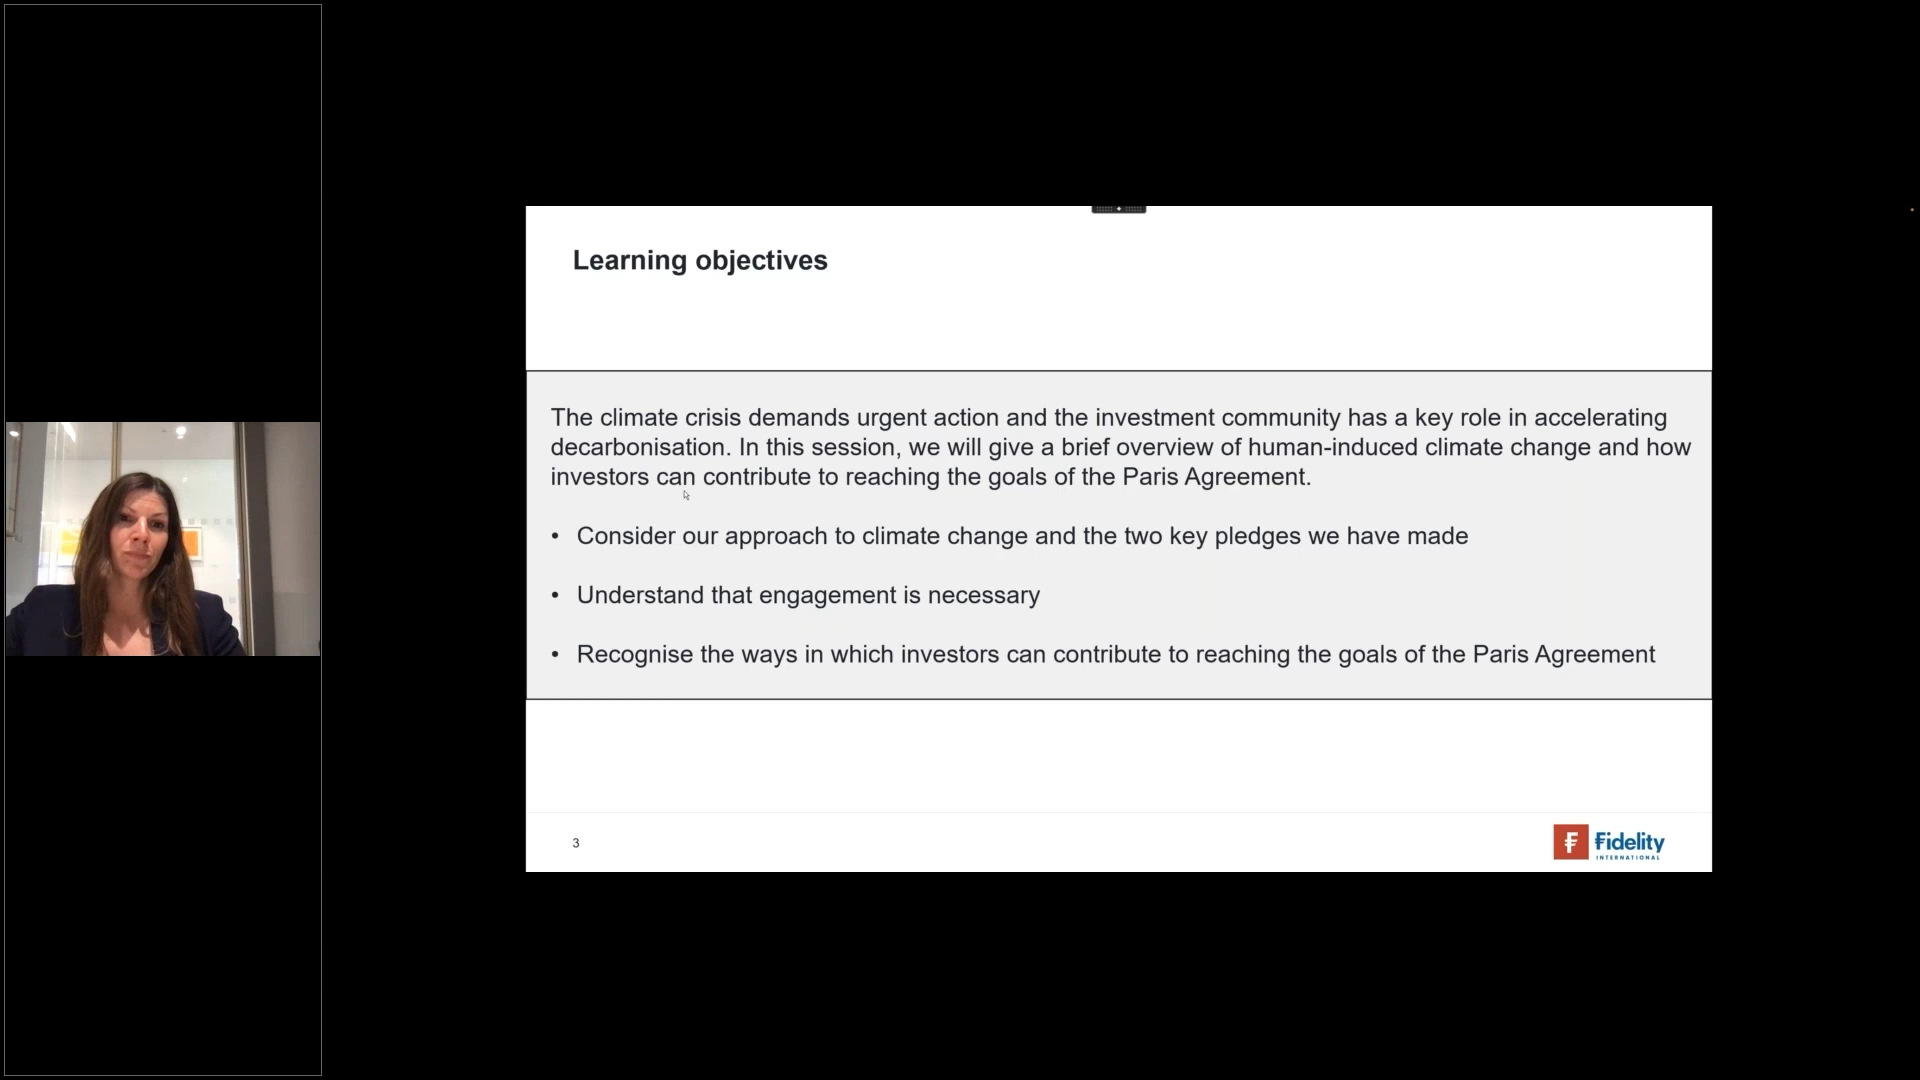 Learning objectives
The climate crisis demands urgent action and the investment community has a key role in accelerating
decarbonisation. In this session, we will give a brief overview of human-induced climate change and how
investors can contribute to reaching the goals of the Paris Agreement.
• Consider our approach to climate change and the two key pledges we have made
• Understand that engagement is necessary
• Recognise the ways in which investors can contribute to reaching the goals of the Paris Agreement
3
F Fidelity
INTERNATIONAL